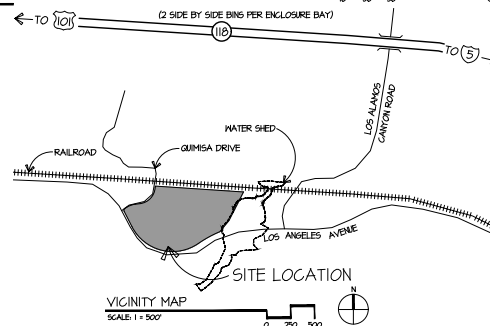 (2 SIDE BY SIDE BINS PER ENCLOSURE BAY)
TO 101
118
TO 5
LOS ALAMOS
CANYON ROAD
WATER SHED
RAILROAD
QUIMISA DRIVE
LOS ANGELES AVENUE
SITE LOCATION
VICINITY MAP
N
SCALE: 1 = 500'
0 250 500